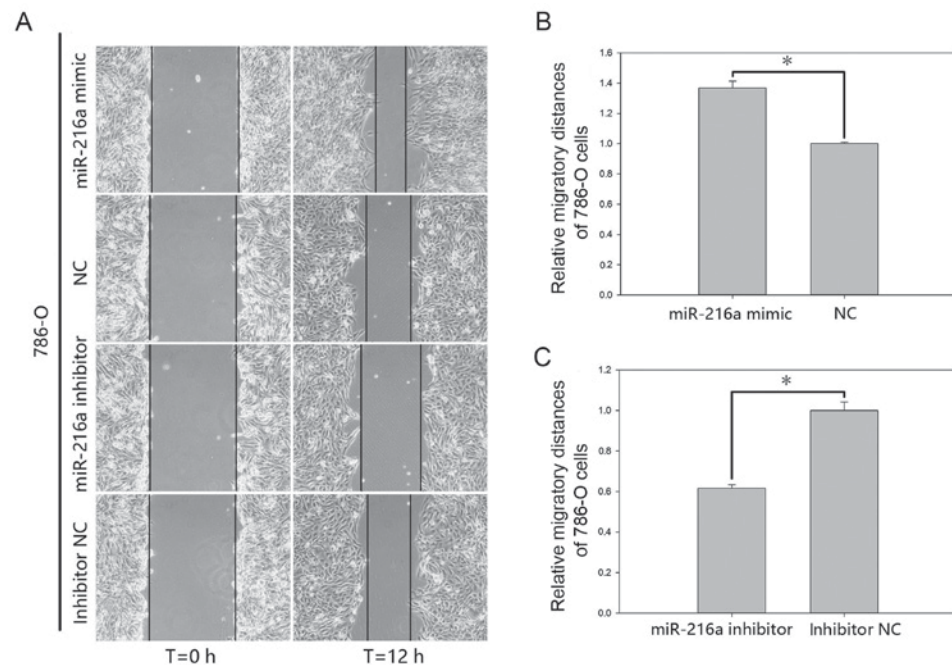 A
786-O
miR-216a mimic
NC
miR-216a inhibitor
Inhibitor NC
T=0 h
T=12 h
B
Relative migratory distances
of 786-O cells
1.6
1.4
1.2
1.0
0.8
0.6
0.4
0.2
0.0
*
miR-216a mimic
NC
C
Relative migratory distances
of 786-O cells
1.2
1.0
0.8
0.6
0.4
0.2
0.0
*
miR-216a inhibitor
Inhibitor NC